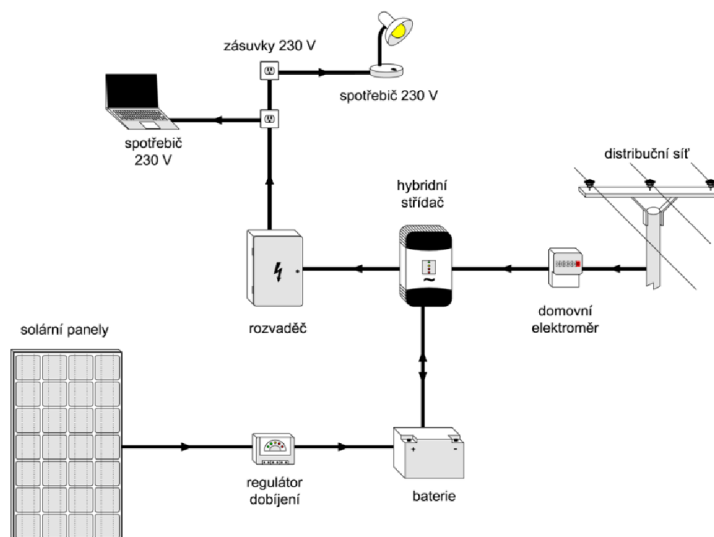 zásuvky 230 V
spotřebič 230 V
spotřebič
230 V
distribuční síť
hybridní
střídač
rozvaděč
domovní
elektroměr
solární panely
regulátor
dobíjení
baterie
+ -